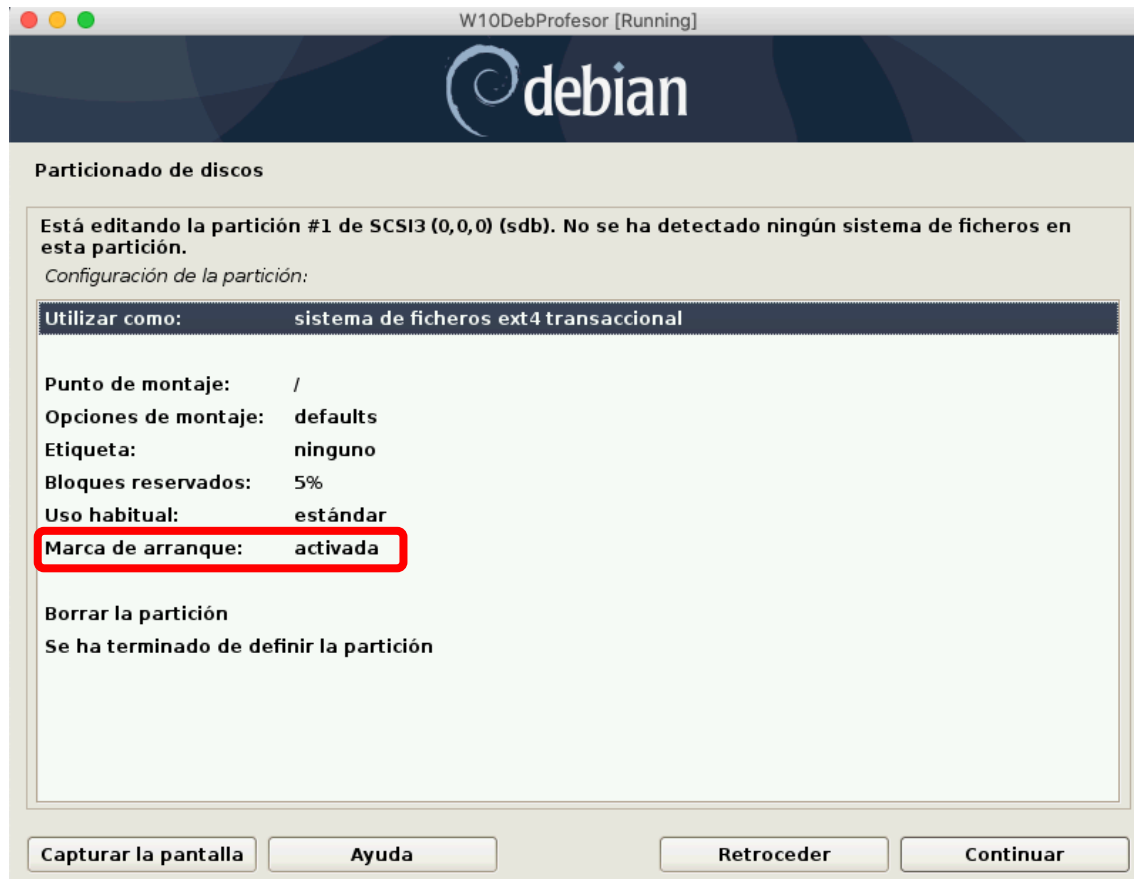 W10DebProfesor [Running]
debian
Particionado de discos
Está editando la partición #1 de SCSI3 (0,0,0) (sdb). No se ha detectado ningún sistema de ficheros en
esta partición.
Configuración de la partición:
Utilizar como: sistema de ficheros ext4 transaccional
Punto de montaje: /
Opciones de montaje: defaults
Etiqueta: ninguno
Bloques reservados: 5%
Uso habitual: estándar
Marca de arranque: activada
Borrar la partición
Se ha terminado de definir la partición
Capturar la pantalla Ayuda Retroceder Continuar